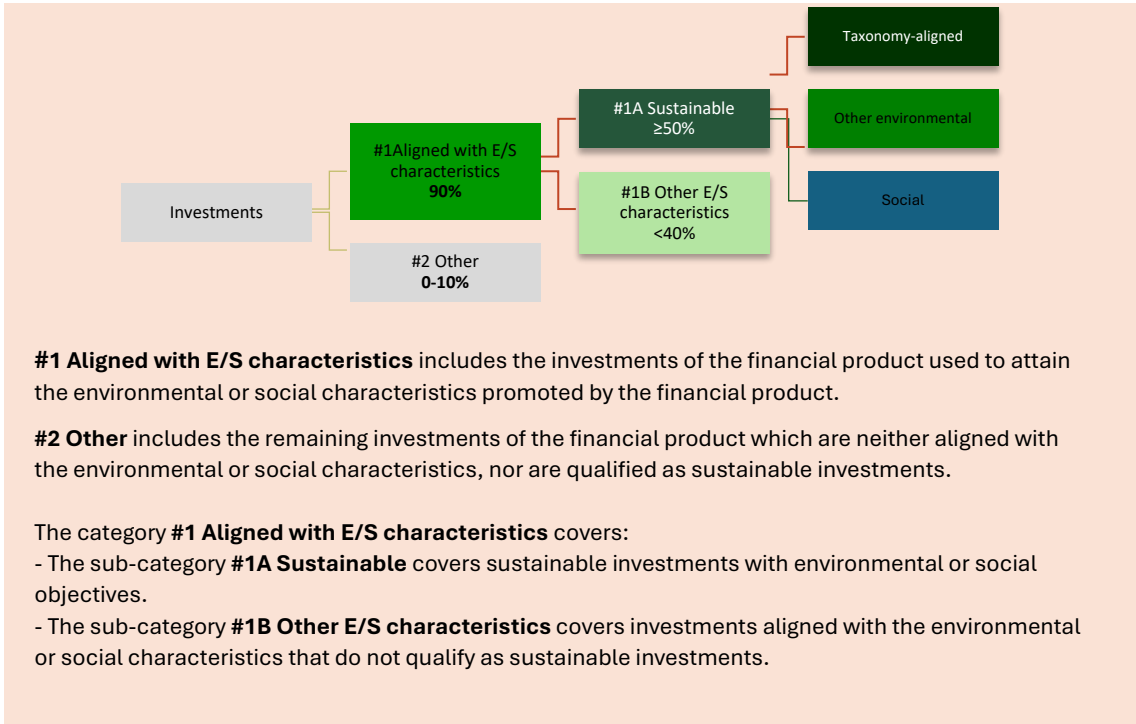 Taxonomy-aligned
#1A Sustainable
≥50%
Other environmental
#1Aligned with E/S
characteristics
90%
#1B Other E/S
characteristics
<40%
Investments
Social
#2 Other
0-10%
#1 Aligned with E/S characteristics includes the investments of the financial product used to attain
the environmental or social characteristics promoted by the financial product.
#2 Other includes the remaining investments of the financial product which are neither aligned with
the environmental or social characteristics, nor are qualified as sustainable investments.
The category #1 Aligned with E/S characteristics covers:
- The sub-category #1A Sustainable covers sustainable investments with environmental or social
objectives.
- The sub-category #1B Other E/S characteristics covers investments aligned with the environmental
or social characteristics that do not qualify as sustainable investments.